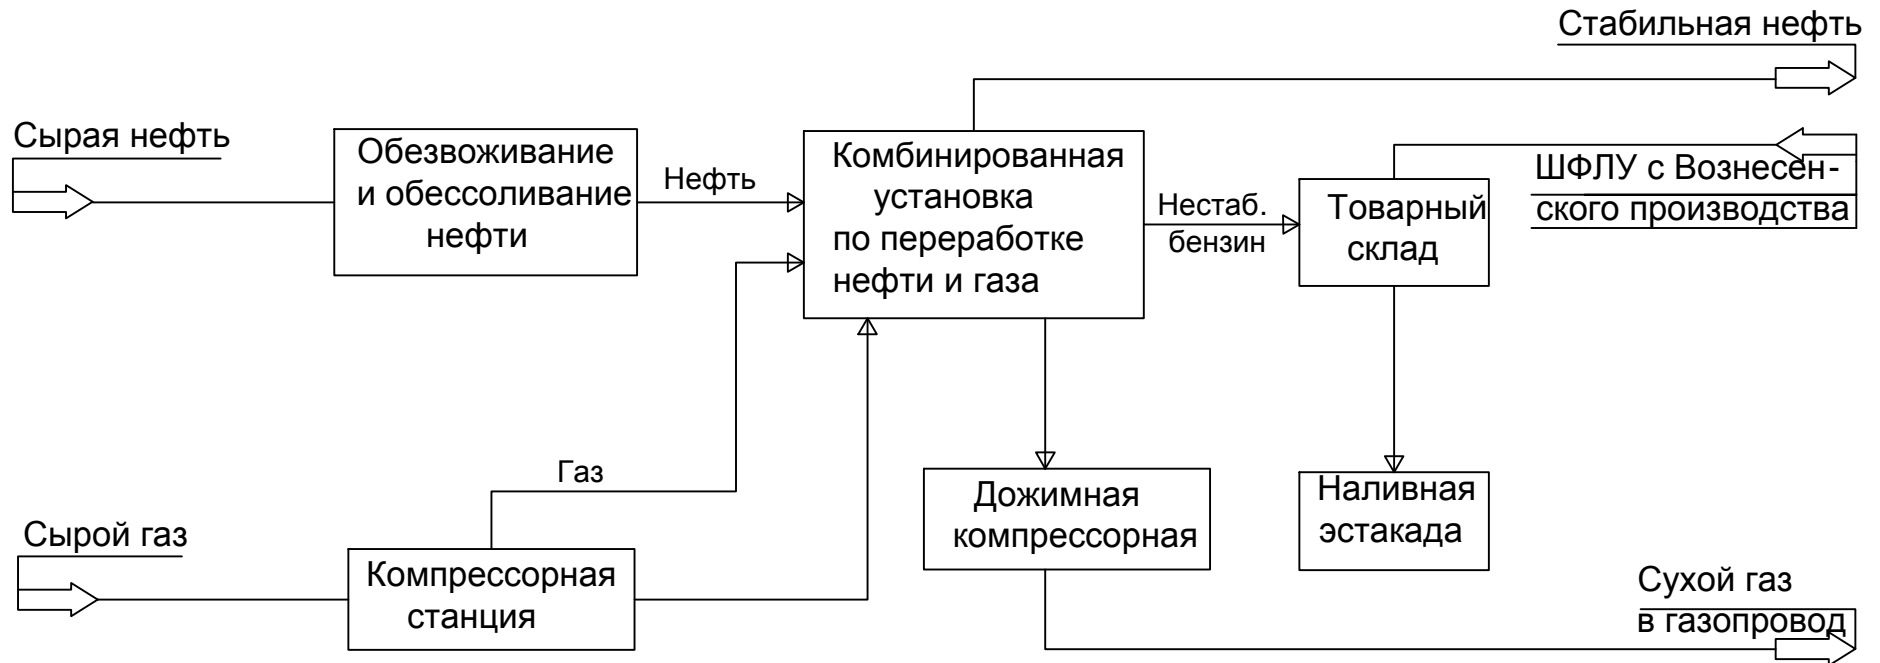 Стабильная нефть
Сырая нефть
Обезвоживание
и обессоливание
нефти
Нефть
Комбинированная
установка
по переработке
нефти и газа
Нестаб.
бензин
Товарный
склад
ШФЛУ с Вознесен-
ского производства
Газ
Сырой газ
Компрессорная
станция
Дожимная
компрессорная
Наливная
эстакада
Сухой газ
в газопровод